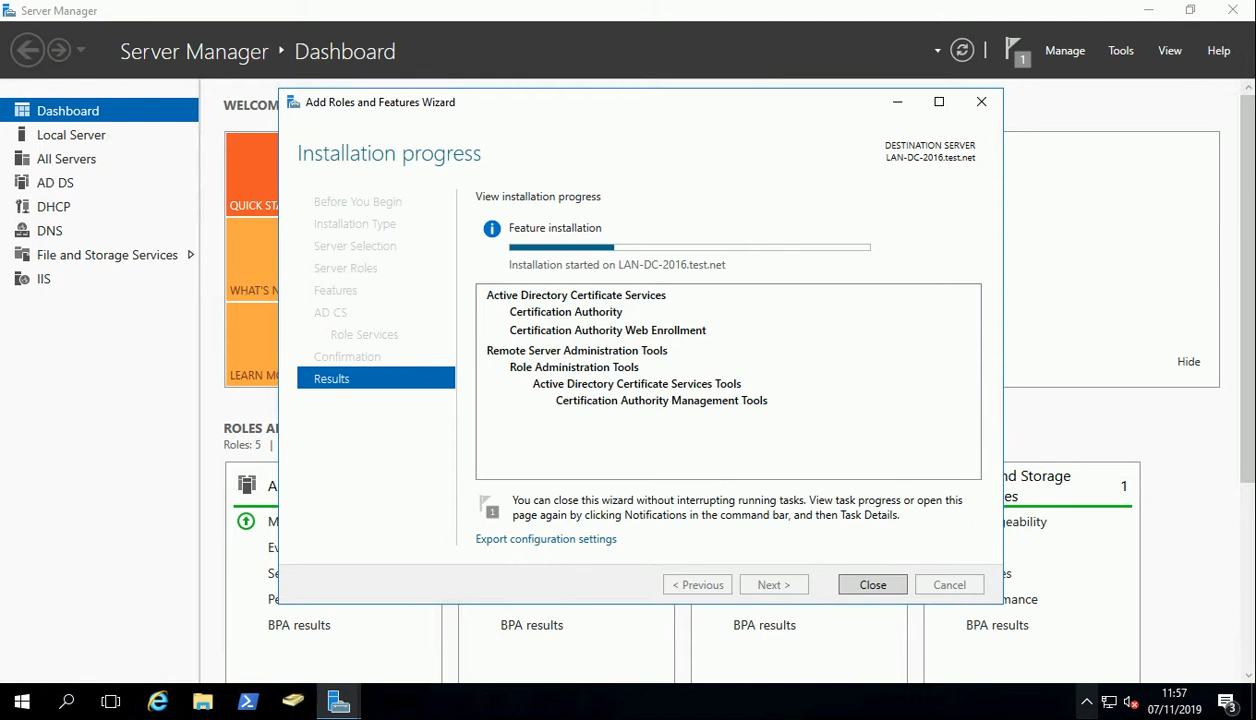 Server Manager
Server Manager ‣ Dashboard
1
Manage
Tools
View
Help
Dashboard
Local Server
All Servers
AD DS
DHCP
DNS
File and Storage Services
IIS
WELCOM
QUICK STA
WHAT'S N
LEARN MO
Hide
Add Roles and Features Wizard
Installation progress
DESTINATION SERVER
LAN-DC-2016.test.net
Before You Begin
Installation Type
Server Selection
Server Roles
Features
AD CS
Role Services
Confirmation
Results
View installation progress
Feature installation
Installation started on LAN-DC-2016.test.net
Active Directory Certificate Services
Certification Authority
Certification Authority Web Enrollment
Remote Server Administration Tools
Role Administration Tools
Active Directory Certificate Services Tools
Certification Authority Management Tools
1
You can close this wizard without interrupting running tasks. View task progress or open this
page again by clicking Notifications in the command bar, and then Task Details.
Export configuration settings
< Previous
Next >
Close
Cancel
ROLES A
Roles: 5 |
A
M
Ev
Se
Pe
BPA results
BPA results
BPA results
nd Storage
es
1
eability
es
mance
BPA results
11:57
07/11/2019
3